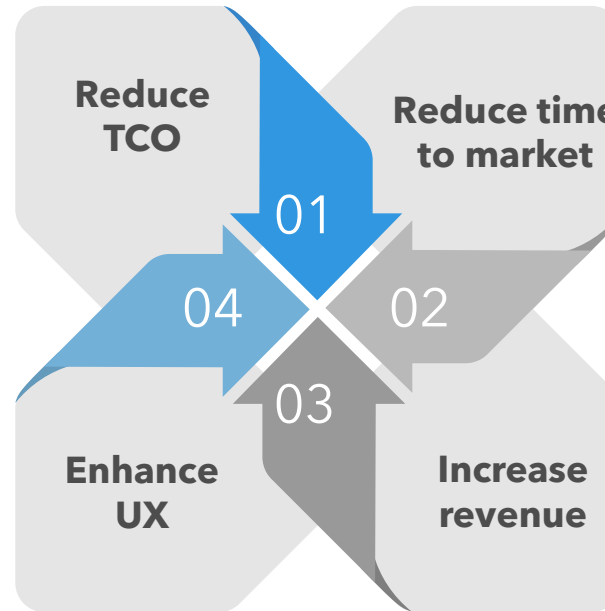 Reduce
TCO
Reduce time
to market
01
04
02
03
Enhance
UX
Increase
revenue